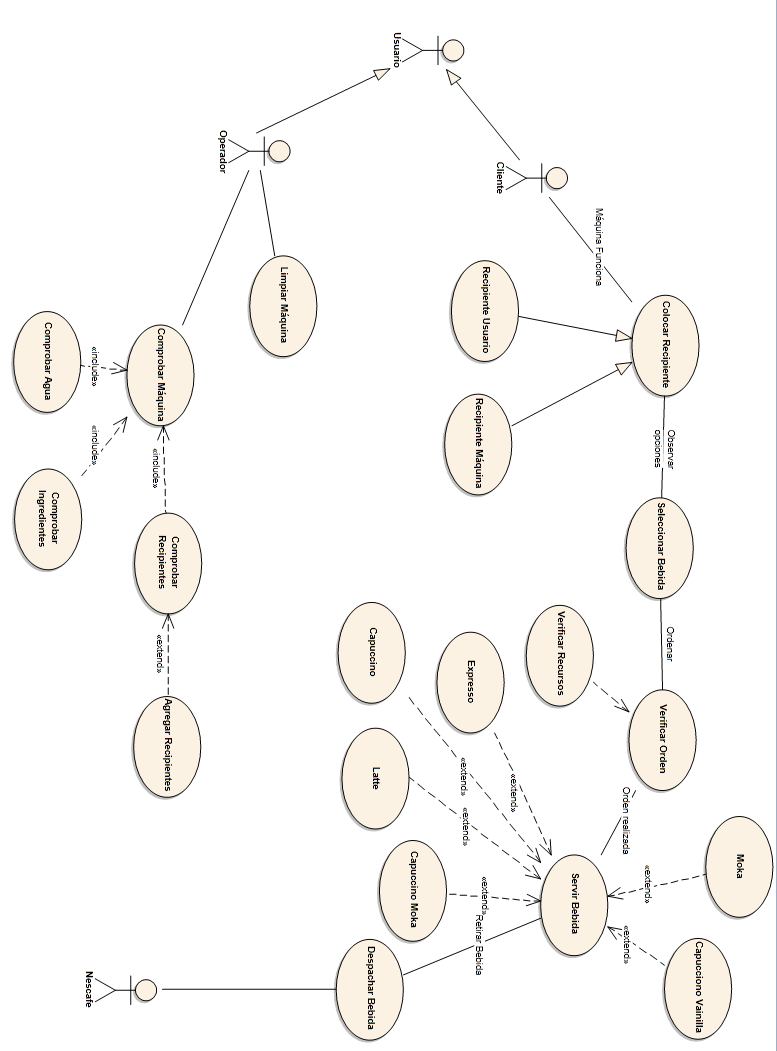 Moka
Capucciono Vainilla
Colocar Recipiente
Observar
opciones
Seleccionar Bebida
Ordenar
Verificar Orden
«extend»
«extend»
Orden realizada
Máquina Funciona
Servir Bebida
Verificar Recursos
«extend»
Cliente
Recipiente Usuario
Recipiente Máquina
«extend»
Retirar Bebida
Expresso
«extend»
«extend»
Capuccino Moka
Usuario
Latte
Capuccino
Despachar Bebida
Limpiar Máquina
Operador
Comprobar
Recipientes
Agregar Recipientes
«extend»
«include»
Comprobar Máquina
«include»
«include»
Nescafe
Comprobar Agua
Comprobar
Ingredientes